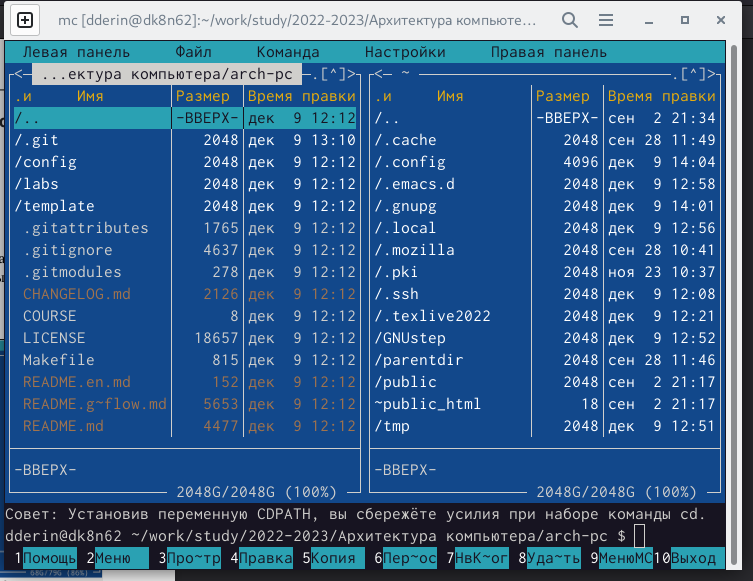 mc [dderin@dk8n62]:~/work/study/2022-2023/Архитектура компьюте...
Левая панель Файл Команда Настройки Правая панель
<— ...ектура компьютера/arch-pc —.[^]>
.и Имя Размер Время правки
/.. -ВВЕРХ- дек 9 12:12
/.git 2048 дек 9 13:10
/config 2048 дек 9 12:12
/labs 2048 дек 9 12:12
/template 2048 дек 9 12:12
.gitattributes 1765 дек 9 12:12
.gitignore 4637 дек 9 12:12
.gitmodules 278 дек 9 12:12
CHANGELOG.md 2126 дек 9 12:12
COURSE 8 дек 9 12:12
LICENSE 18657 дек 9 12:12
Makefile 815 дек 9 12:12
README.en.md 152 дек 9 12:12
README.g~flow.md 5653 дек 9 12:12
README.md 4477 дек 9 12:12
-ВВЕРХ-
2048G/2048G (100%)
<— ~ —.[^]>
.и Имя Размер Время правки
/.. -ВВЕРХ- сен 2 21:34
/.cache 2048 сен 28 11:49
/.config 4096 дек 9 14:04
/.emacs.d 2048 дек 9 12:58
/.gnupg 2048 дек 9 14:01
/.local 2048 дек 9 12:56
/.mozilla 2048 сен 28 10:41
/.pki 2048 ноя 23 10:37
/.ssh 2048 дек 9 12:08
/.texlive2022 2048 дек 9 12:21
/GNUstep 2048 дек 9 12:52
/parentdir 2048 сен 28 11:46
/public 2048 сен 2 21:17
~public_html 18 сен 2 21:17
/tmp 2048 дек 9 12:51
-ВВЕРХ-
2048G/2048G (100%)
Совет: Установив переменную CDPATH, вы сбережёте усилия при наборе команды cd.
dderin@dk8n62 ~/work/study/2022-2023/Архитектура компьютера/arch-pc $
1Помощь 2Меню 3Про~тр 4Правка 5Копия 6Пер~ос 7НвК~ог 8Уда~ть 9МенюMC 10Выход
68G/79G (86%)